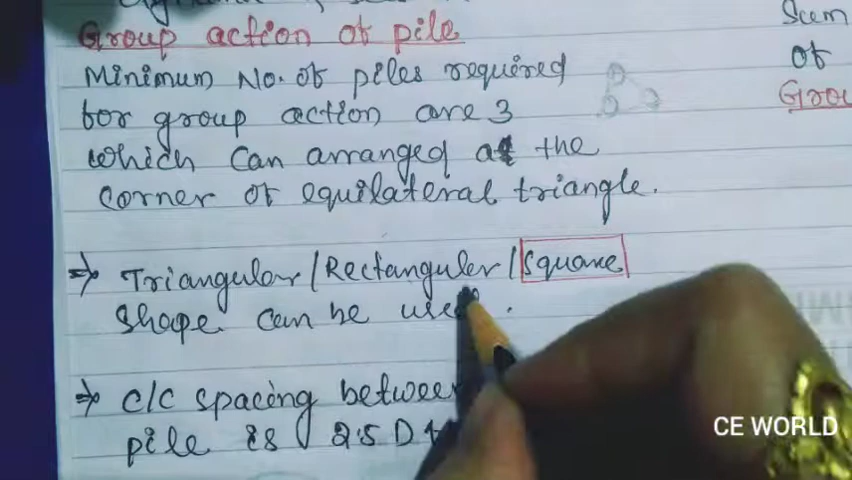 Group action of pile
Minimum No. of piles required
for group action are 3
which can arranged at the
corner of equilateral triangle.
⇒ Triangular/Rectangular/Square
shape can be used.
⇒ C/C spacing between
pile is 2.5 D
Sum
of
Grou
CE WORLD